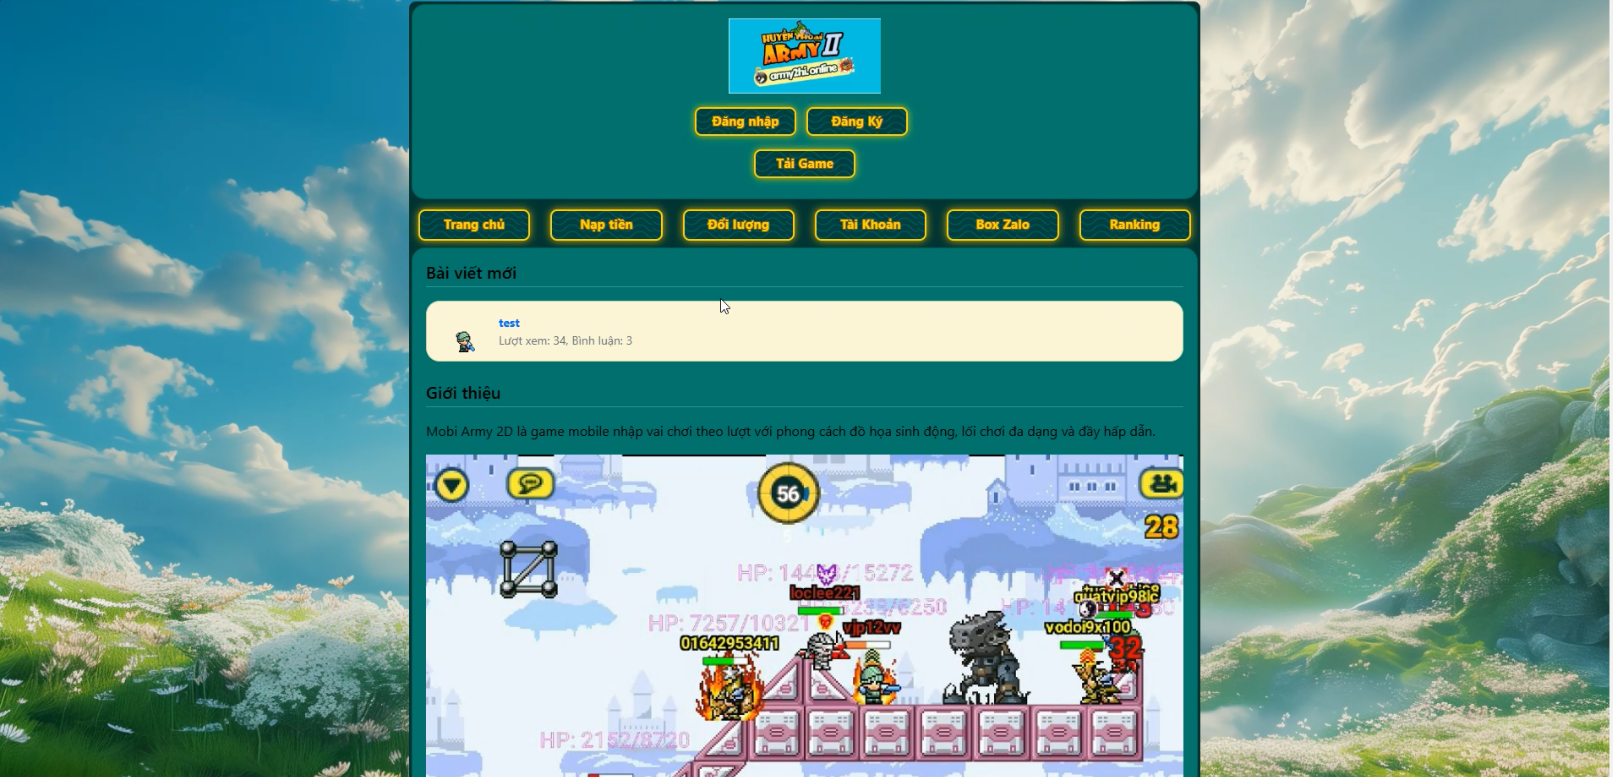 HUYỀN THOẠI
ARMY II
army2hi.online
Đăng nhập
Đăng Ký
Tải Game
Trang chủ
Nạp tiền
Đổi lượng
Tài Khoản
Box Zalo
Ranking
Bài viết mới
test
Lượt xem: 34, Bình luận: 3
Giới thiệu
Mobi Army 2D là game mobile nhập vai chơi theo lượt với phong cách đồ họa sinh động, lối chơi đa dạng và đầy hấp dẫn.
56
28
/15272
loclee221
HP: 7257/10321
vjp12vv
01642953411
vodoi9x100
32
HP: 2152/8720